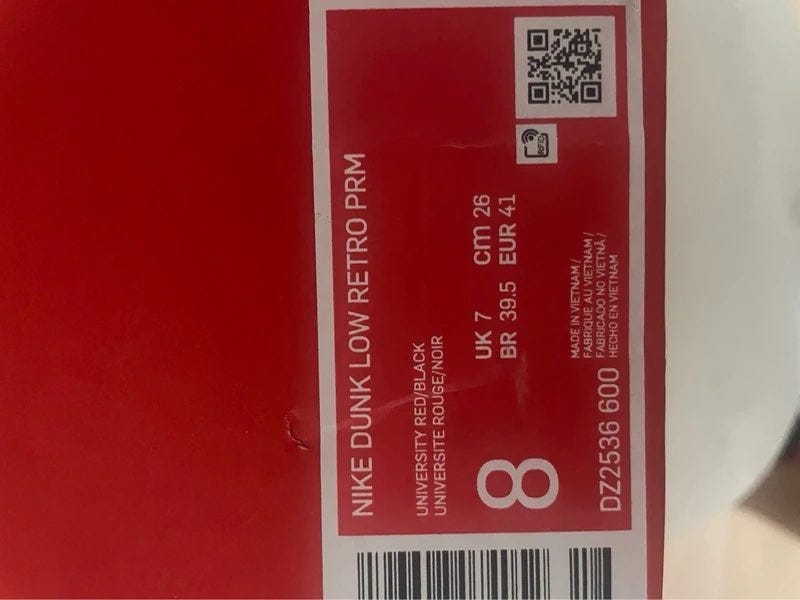 NIKE DUNK LOW RETRO PRM
UNIVERSITY RED/BLACK
UNIVERSITE ROUGE/NOIR
8
UK 7 cm 26
BR 39.5 EUR 41
DZ2536 600
MADE IN VIETNAM/
FABRIQUE AU VIETNAM/
FABRICADO NO VIETNÃ/
HECHO EN VIETNAM
RFID